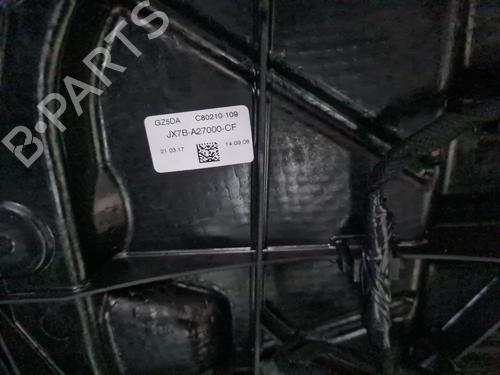 B-PARTS
GZ5DA C80210-109
JX7B-A27000-CF
21.03.17 14:09:08